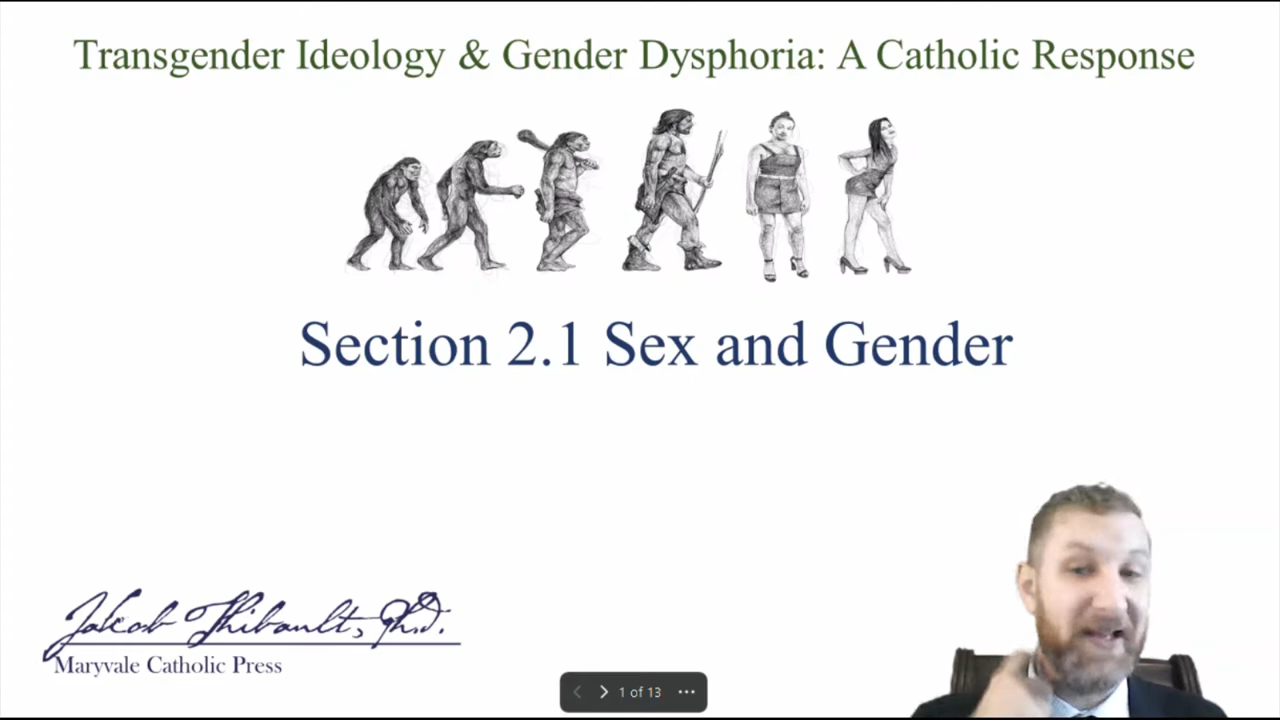 Transgender Ideology & Gender Dysphoria: A Catholic Response
Section 2.1 Sex and Gender
Jakob Thibault, Ph.D.
Maryvale Catholic Press
1 of 13